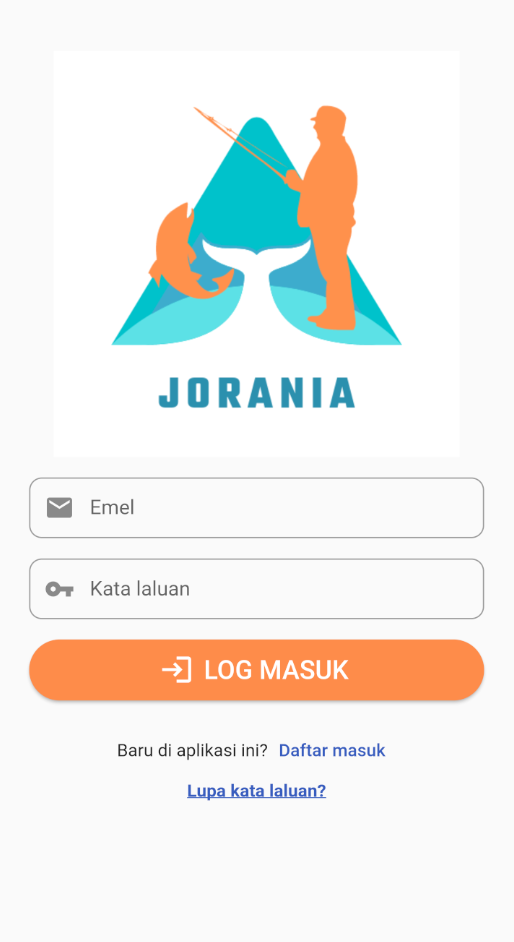 JORANIA
Emel
Kata laluan
LOG MASUK
Baru di aplikasi ini? Daftar masuk
Lupa kata laluan?